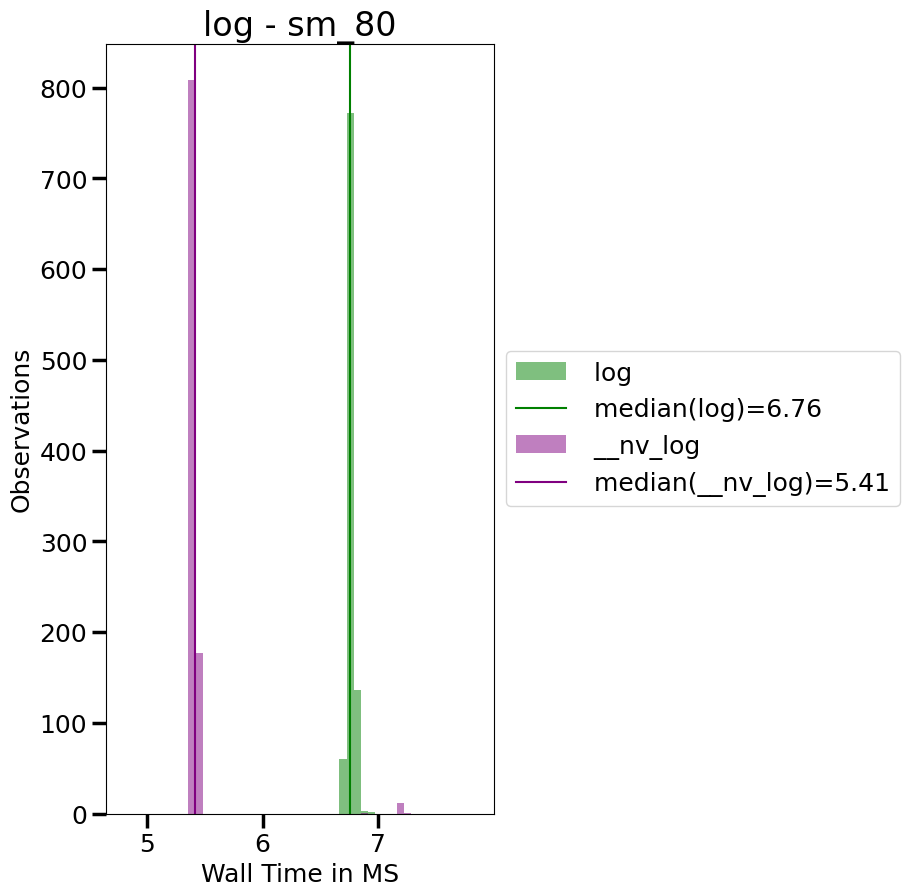 log - sm_80
800
700
600
500
400
300
200
100
0
Observations
5 6 7
Wall Time in MS
log
median(log)=6.76
__nv_log
median(__nv_log)=5.41